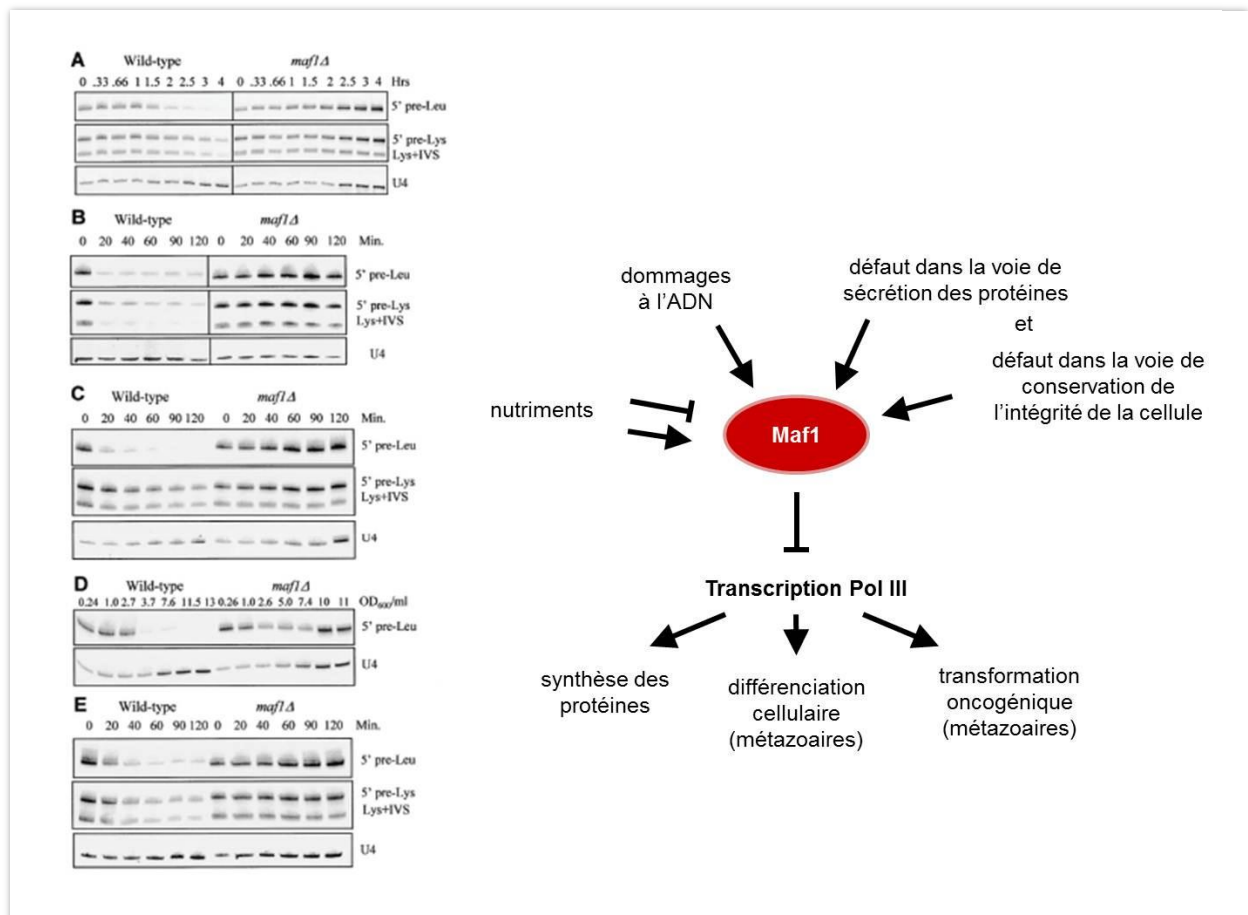 A
Wild-type maf1Δ
0 .33 .66 1 1.5 2 2.5 3 4 0 .33 .66 1 1.5 2 2.5 3 4 Hrs
5' pre-Leu
5' pre-Lys
Lys+IVS
U4
B
Wild-type maf1Δ
0 20 40 60 90 120 0 20 40 60 90 120 Min.
5' pre-Leu
5' pre-Lys
Lys+IVS
U4
C
Wild-type maf1Δ
0 20 40 60 90 120 0 20 40 60 90 120 Min.
5' pre-Leu
5' pre-Lys
Lys+IVS
U4
D
Wild-type maf1Δ
0.24 1.0 2.7 3.7 7.6 11.5 13 0.26 1.0 2.6 5.0 7.4 10 11 OD600/ml
5' pre-Leu
U4
E
Wild-type maf1Δ
0 20 40 60 90 120 0 20 40 60 90 120 Min.
5' pre-Leu
5' pre-Lys
Lys+IVS
U4
dommages
à l'ADN
défaut dans la voie de
sécrétion des protéines
et
défaut dans la voie de
conservation de
l'intégrité de la cellule
nutriments
Maf1
Transcription Pol III
synthèse des
protéines
différenciation
cellulaire
(métazoaires)
transformation
oncogénique
(métazoaires)